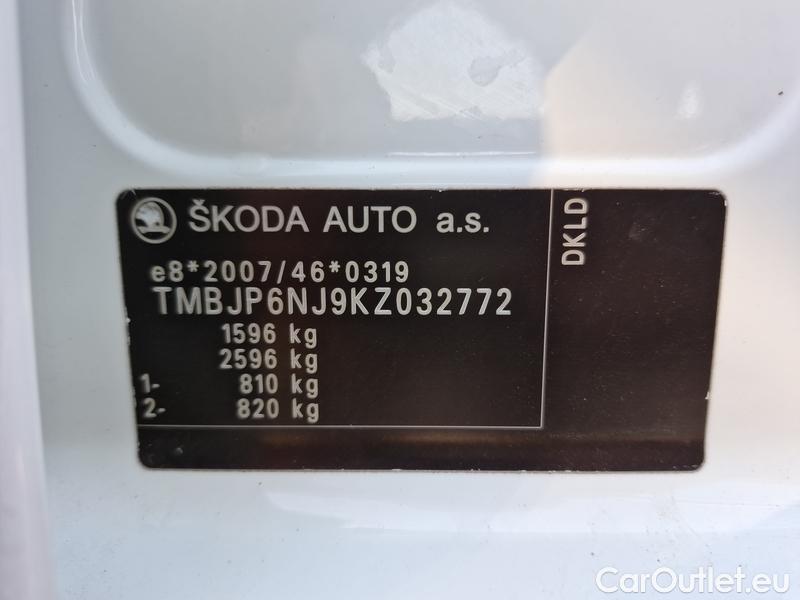 ŠKODA AUTO a.s.
DKLD
e8*2007/46*0319
TMBJP6NJ9KZ032772
1596 kg
2596 kg
1- 810 kg
2- 820 kg
CarOutlet.eu